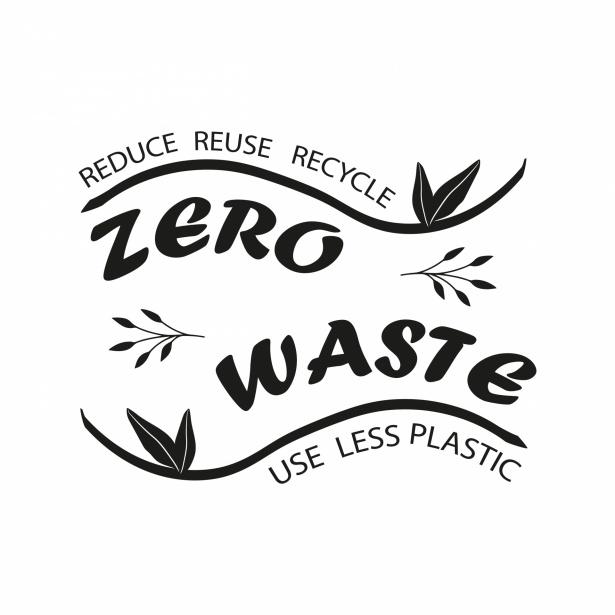 REDUCE REUSE RECYCLE
ZERO
WASTE
USE LESS PLASTIC